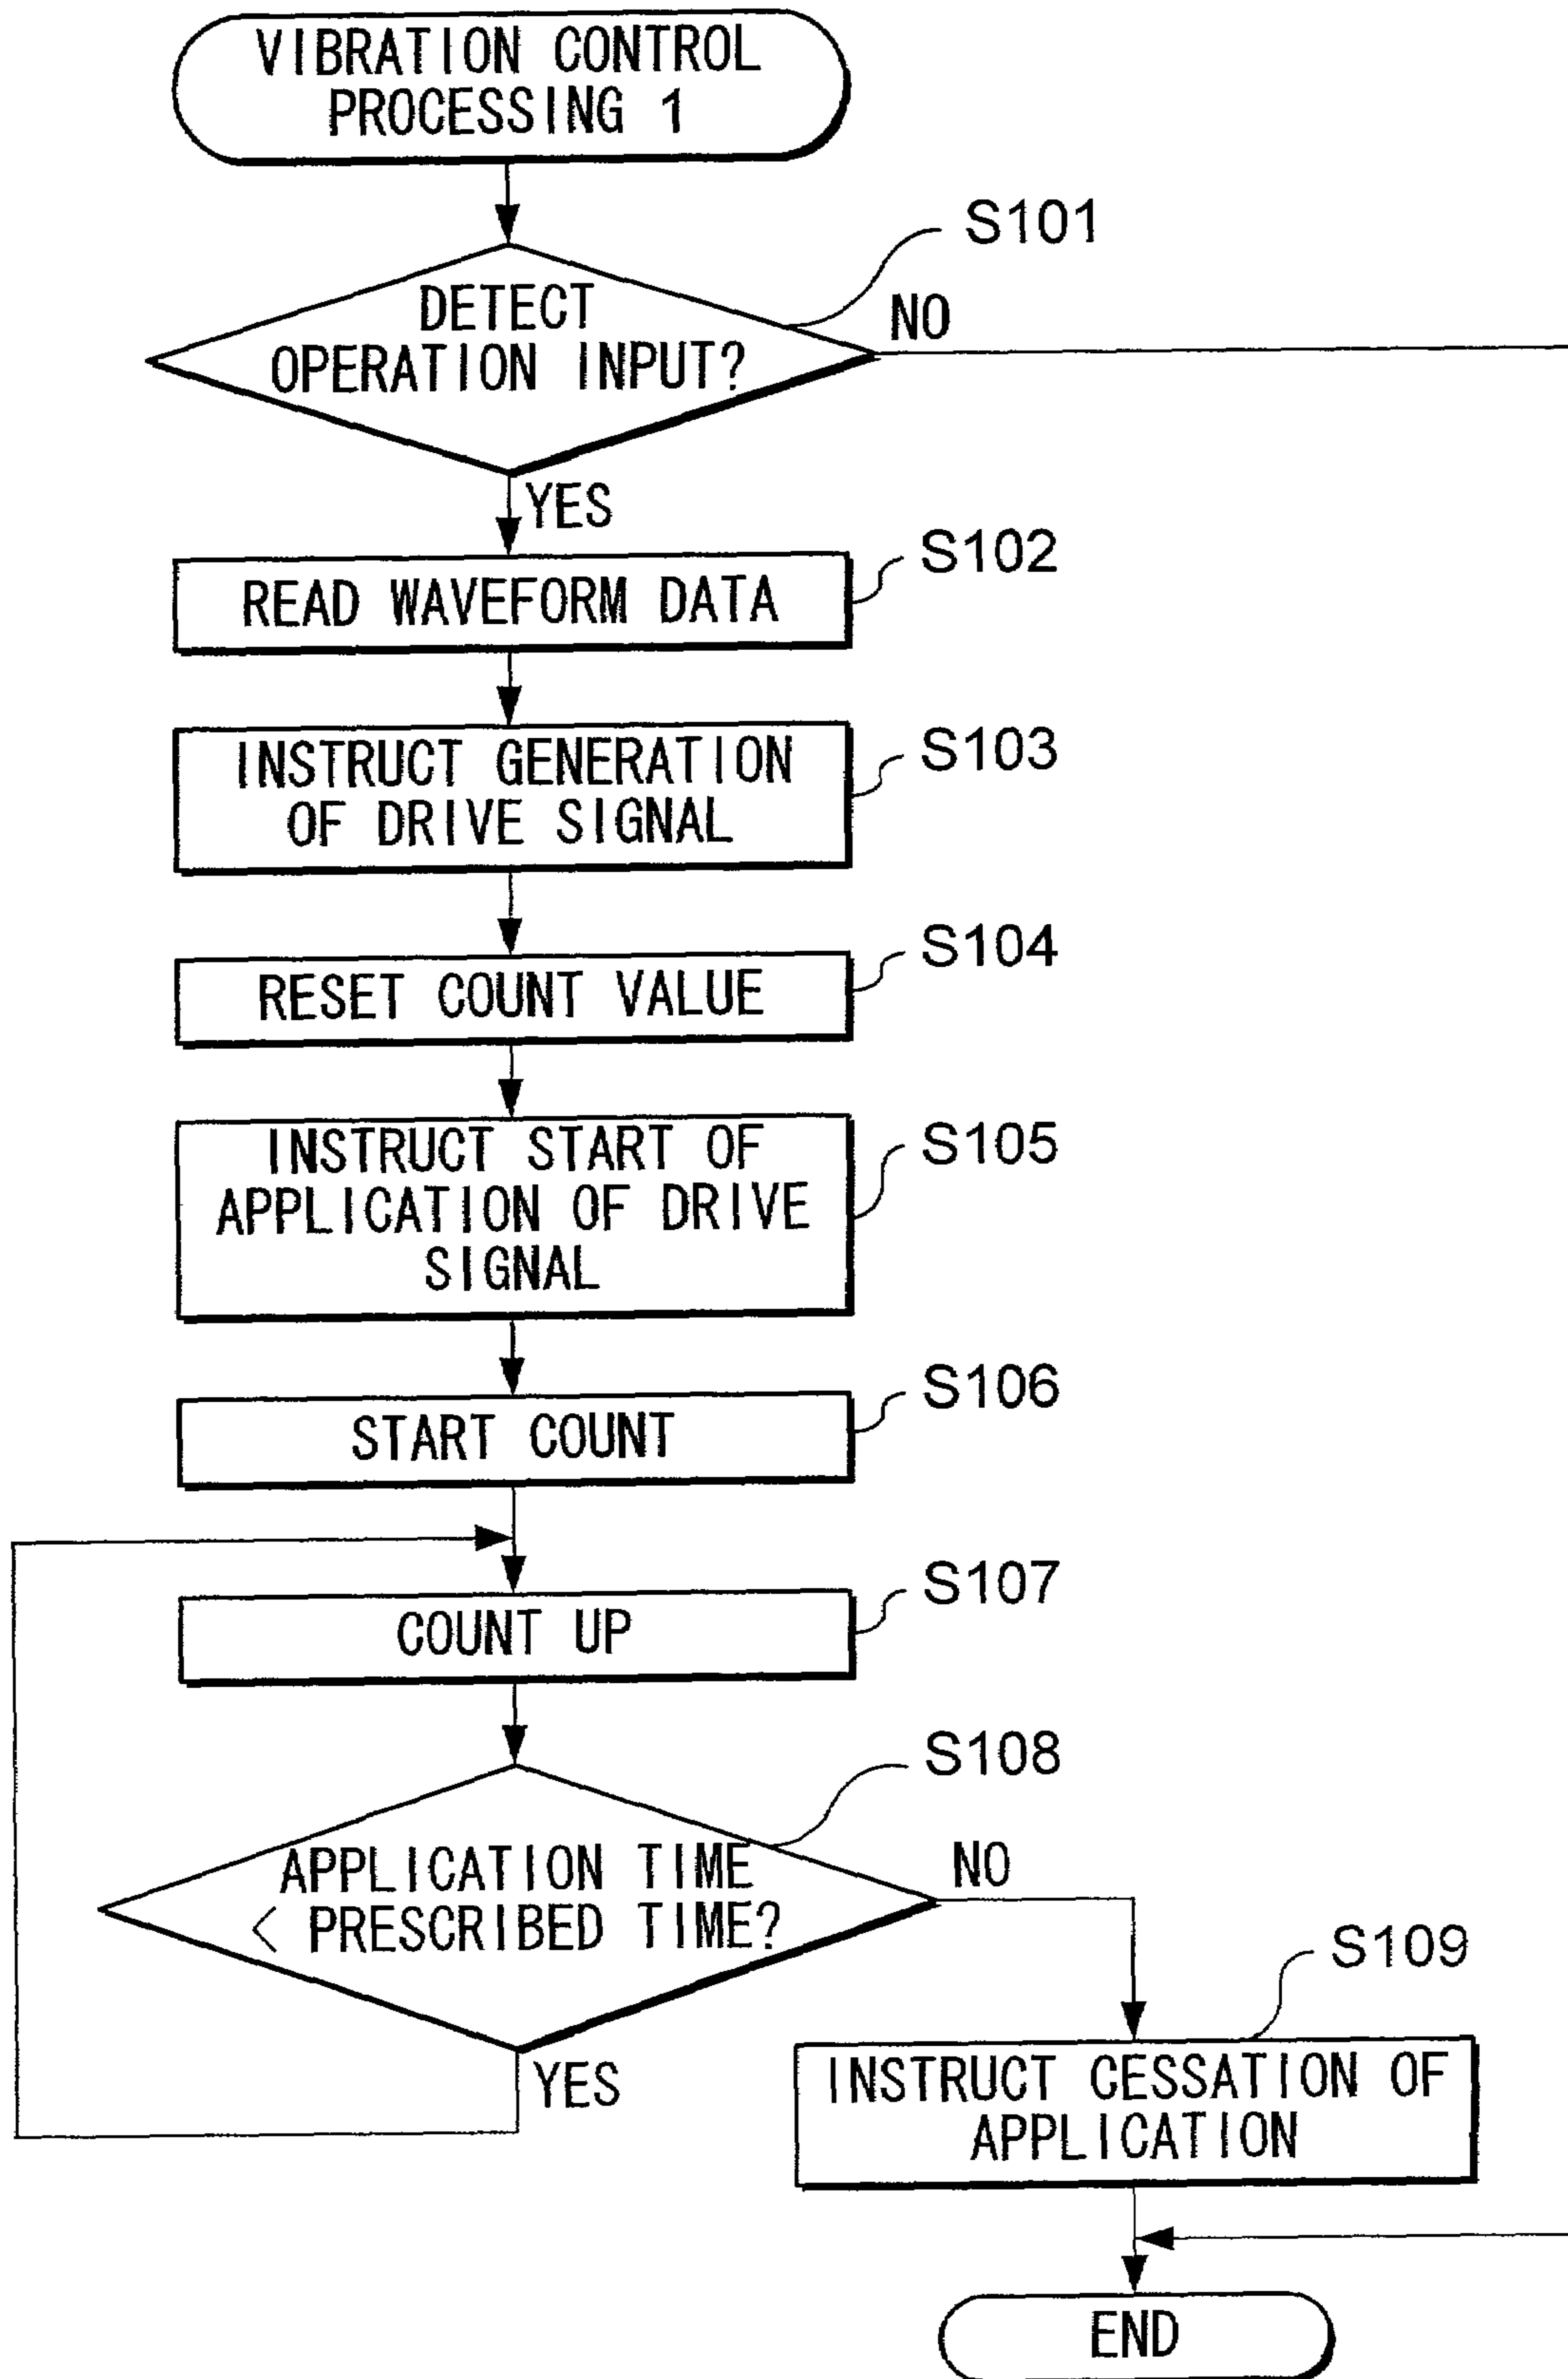 VIBRATION CONTROL
PROCESSING 1
S101
DETECT
OPERATION INPUT?
NO
YES
S102
READ WAVEFORM DATA
S103
INSTRUCT GENERATION
OF DRIVE SIGNAL
S104
RESET COUNT VALUE
S105
INSTRUCT START OF
APPLICATION OF DRIVE
SIGNAL
S106
START COUNT
S107
COUNT UP
S108
APPLICATION TIME
< PRESCRIBED TIME?
NO
YES
S109
INSTRUCT CESSATION OF
APPLICATION
END